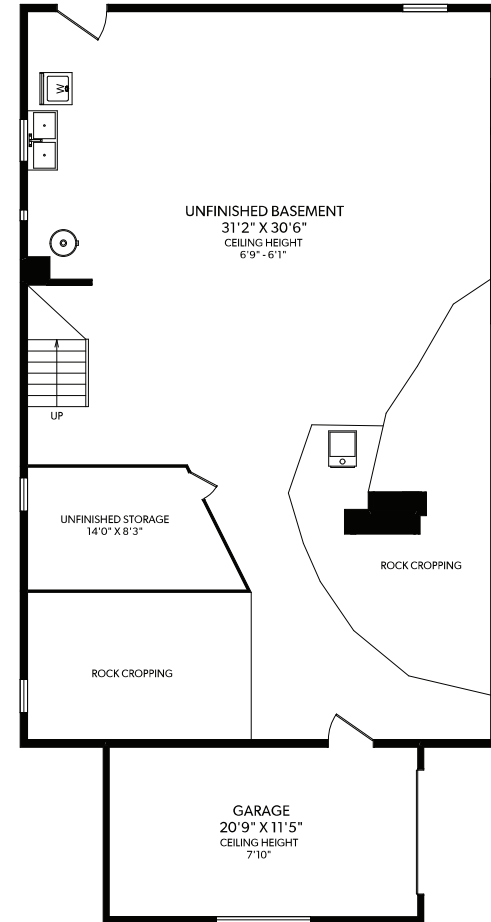 W
UNFINISHED BASEMENT
31'2" X 30'6"
CEILING HEIGHT
6'9" - 6'1"
UP
UNFINISHED STORAGE
14'0" X 8'3"
ROCK CROPPING
ROCK CROPPING
GARAGE
20'9" X 11'5"
CEILING HEIGHT
7'10"